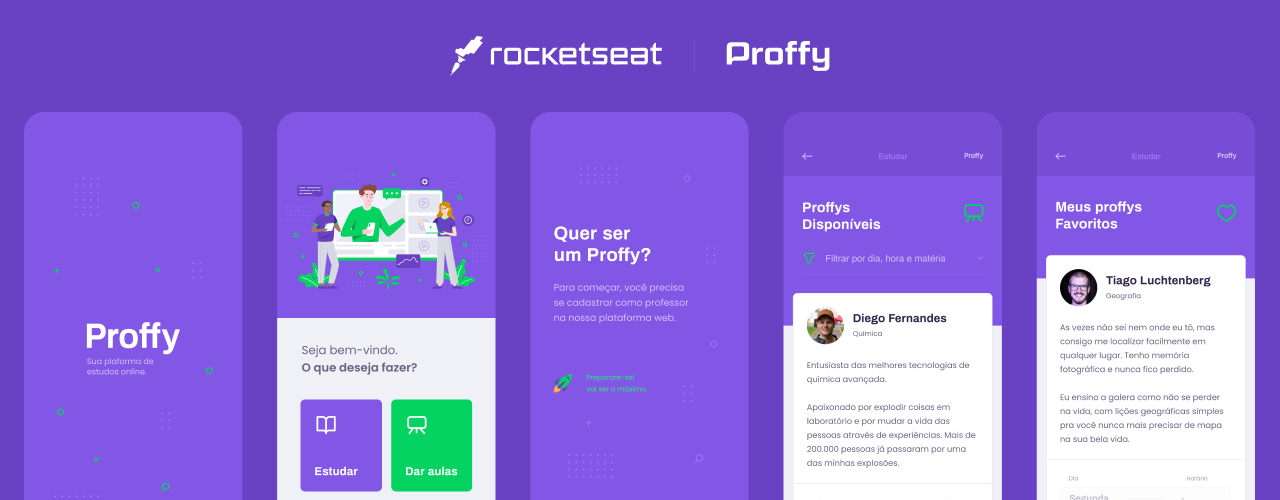 rocketseat
Proffy
Proffy
Sua plaforma de
estudos online.
Seja bem-vindo.
O que deseja fazer?
Estudar
Dar aulas
Quer ser
um Proffy?
Para começar, você precisa
se cadastrar como professor
na nossa plataforma web.
Preparare-se!
vai ser o máximo.
Estudar
Proffy
Proffys
Disponíveis
Filtrar por dia, hora e matéria
Diego Fernandes
Química
Entusiasta das melhores tecnologias de
química avançada.
Apaixonado por explodir coisas em
laboratório e por mudar a vida das
pessoas através de experiências. Mais de
200.000 pessoas já passaram por uma
das minhas explosões.
Estudar
Proffy
Meus proffys
Favoritos
Tiago Luchtenberg
Geografia
As vezes não sei nem onde eu tô, mas
consigo me localizar facilmente em
qualquer lugar. Tenho memória
fotográfica e nunca fico perdido.
Eu ensino a galera como não se perder
na vida, com lições geográficas simples
pra você nunca mais precisar de mapa
na sua bela vida.
Dia
Horário
Segunda